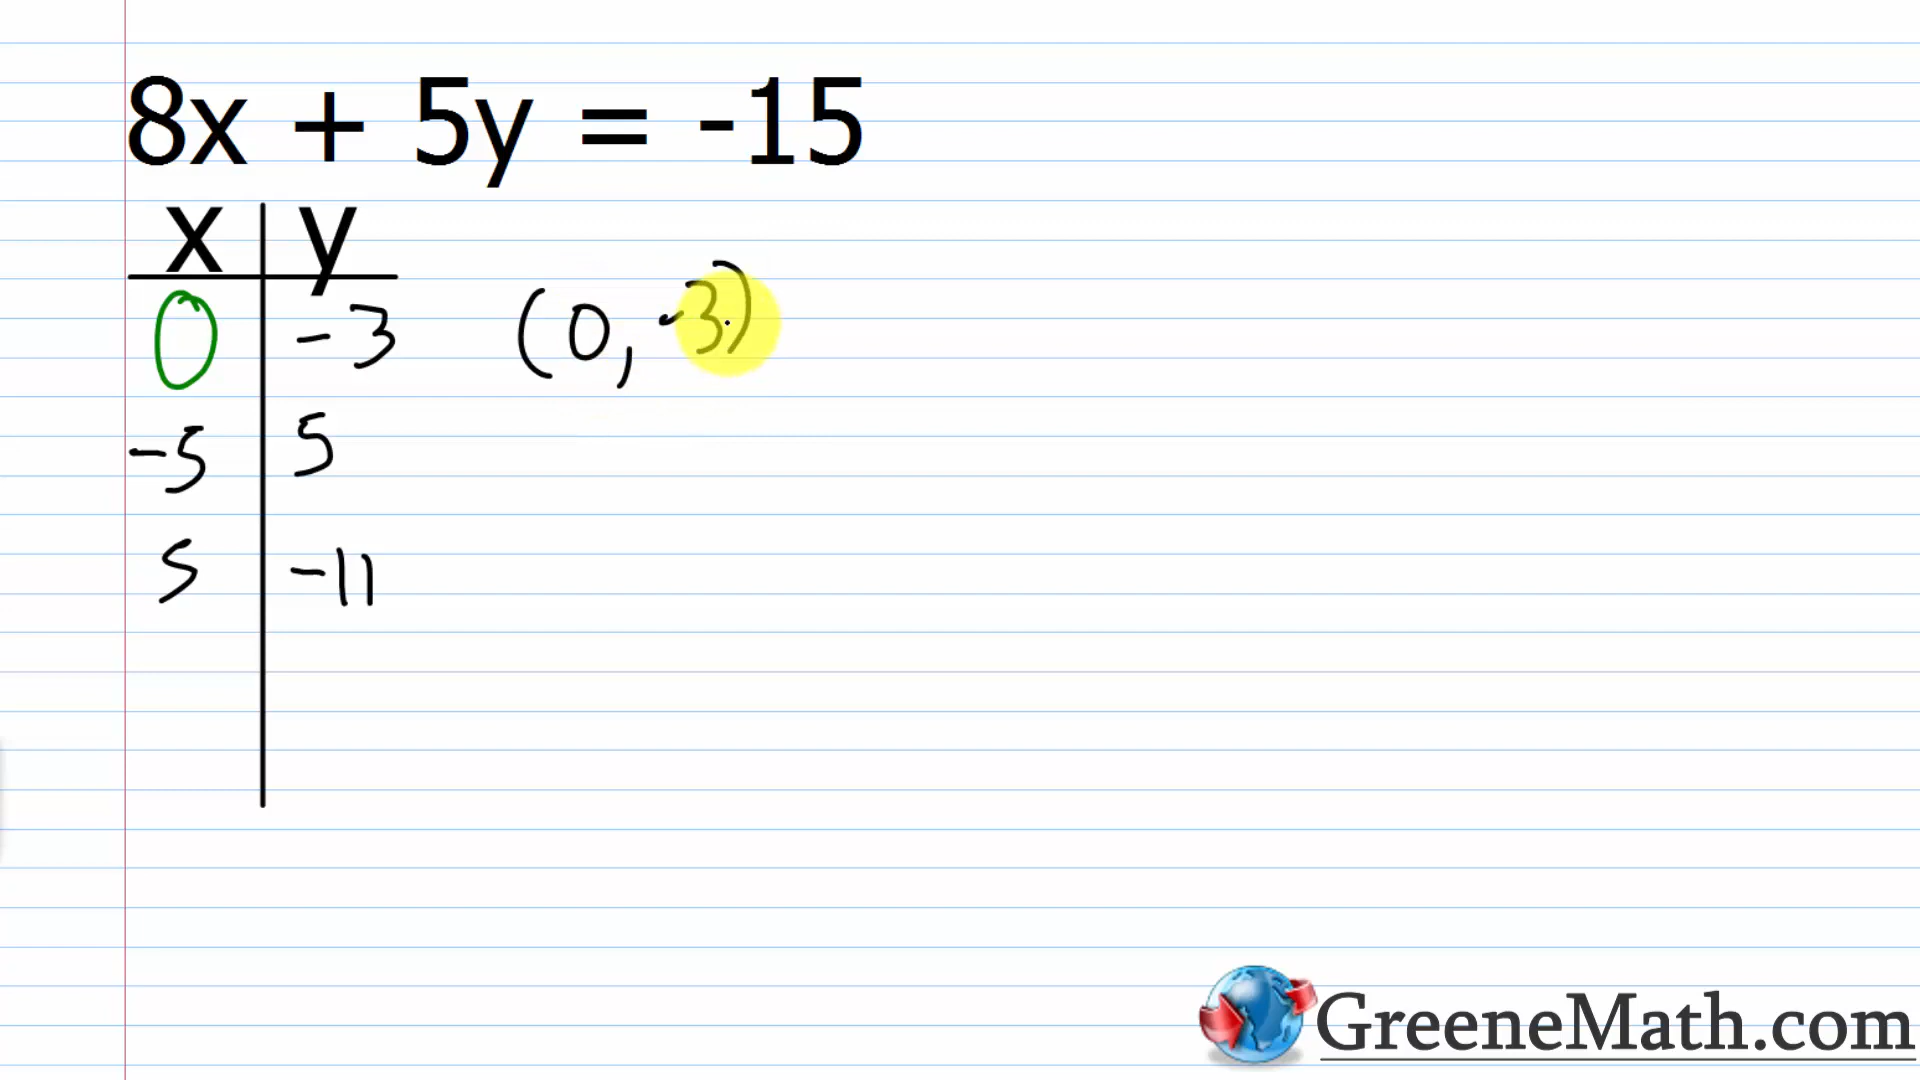 8x + 5y = -15
x y
0 -3 (0, -3)
-5 5
5 -11
GreeneMath.com